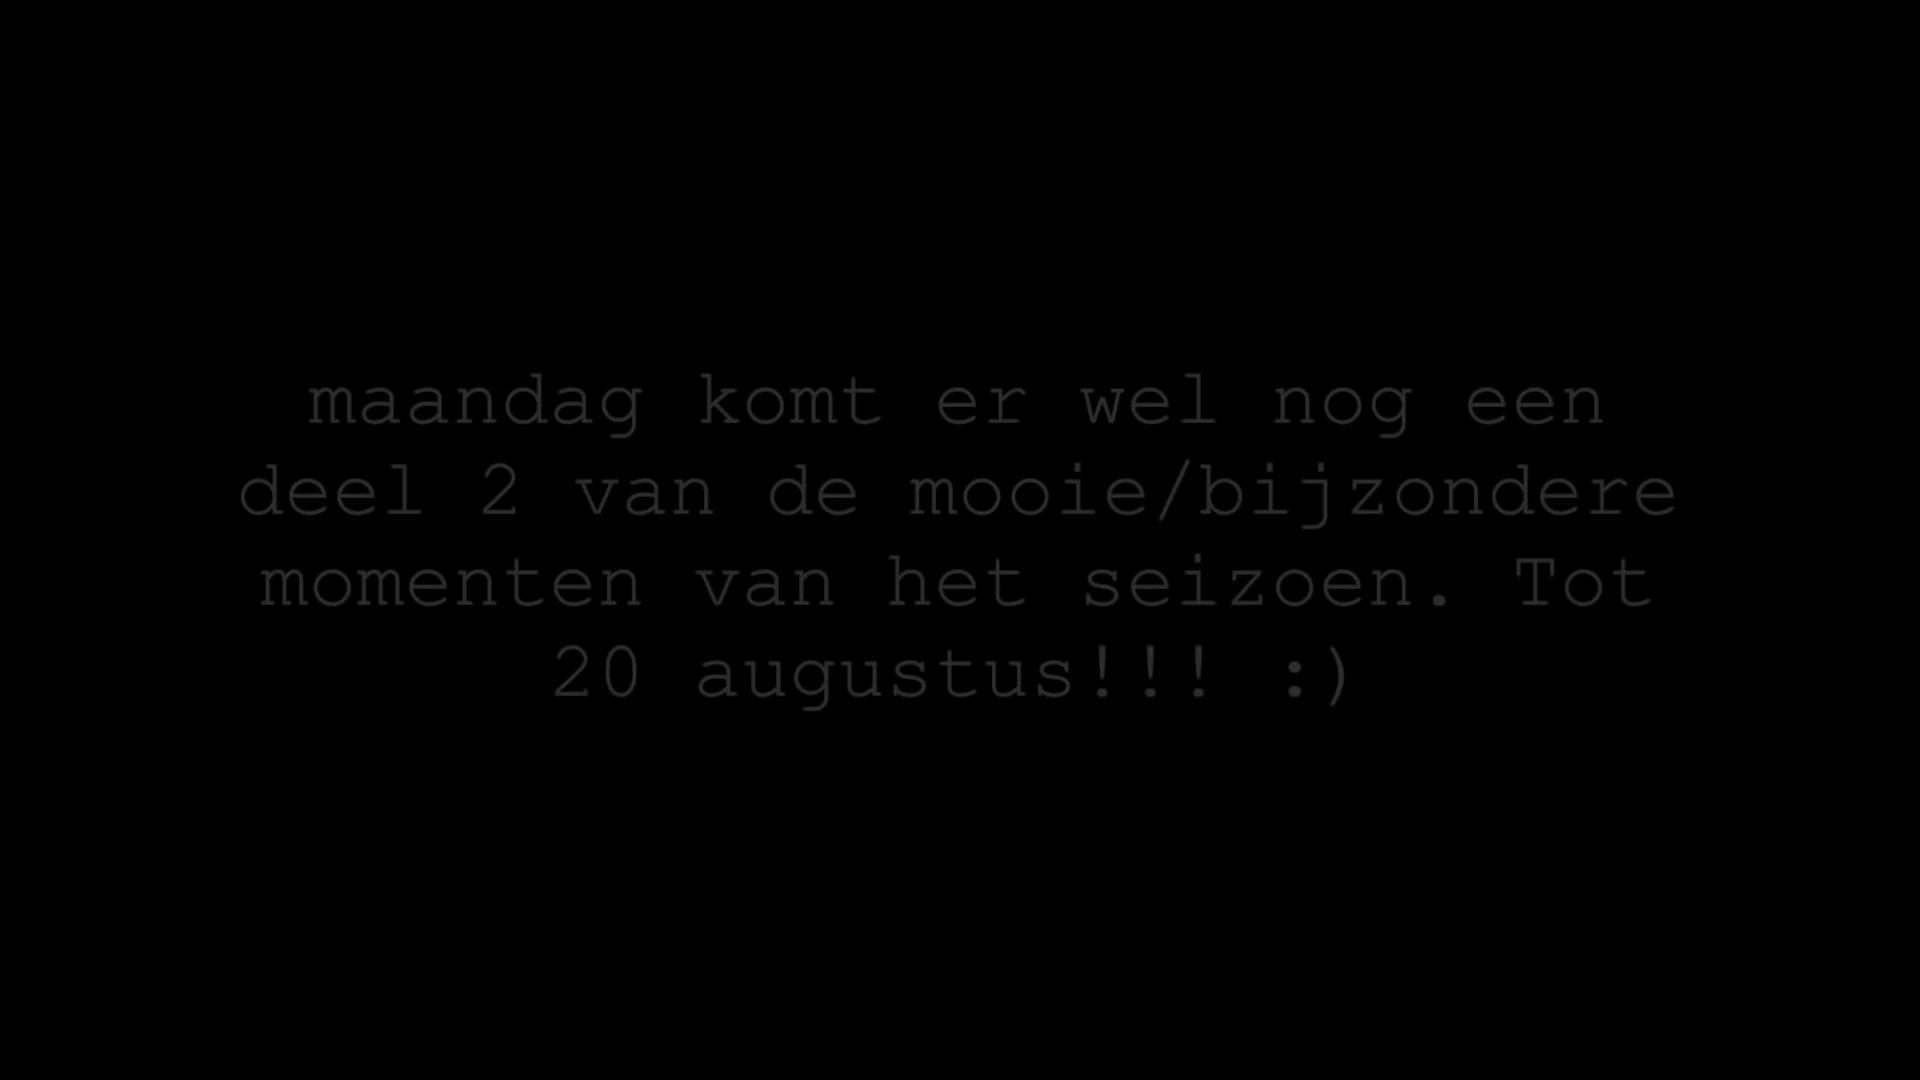 maandag komt er wel nog een
deel 2 van de mooie/bijzondere
momenten van het seizoen. Tot
20 augustus!!! :)